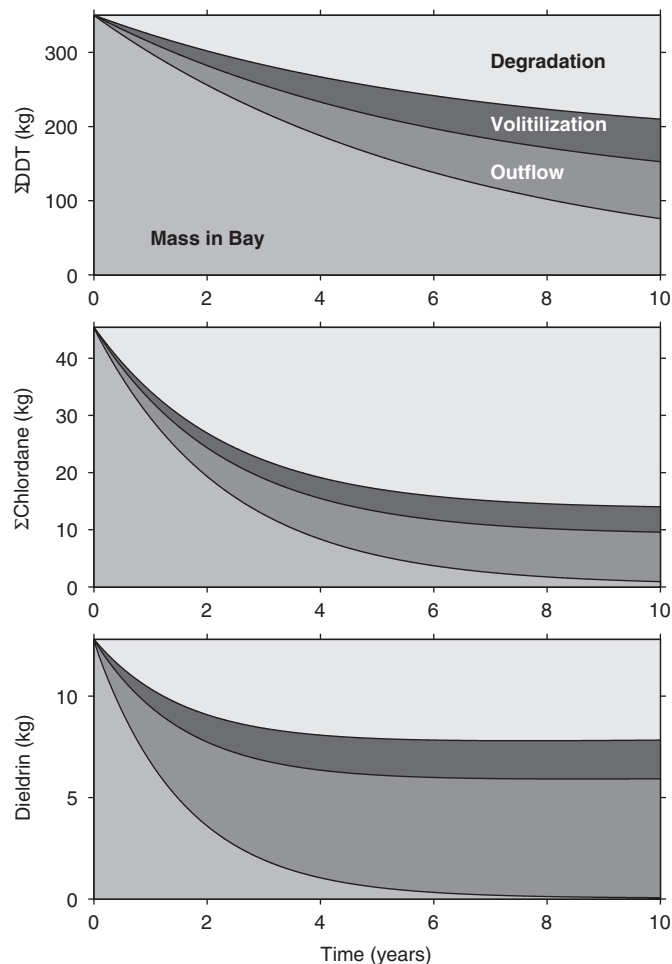 ΣDDT (kg)
300
200
100
0
Degradation
Volitilization
Outflow
Mass in Bay
0 2 4 6 8 10
ΣChlordane (kg)
40
30
20
10
0
0 2 4 6 8 10
Dieldrin (kg)
10
5
0
0 2 4 6 8 10
Time (years)